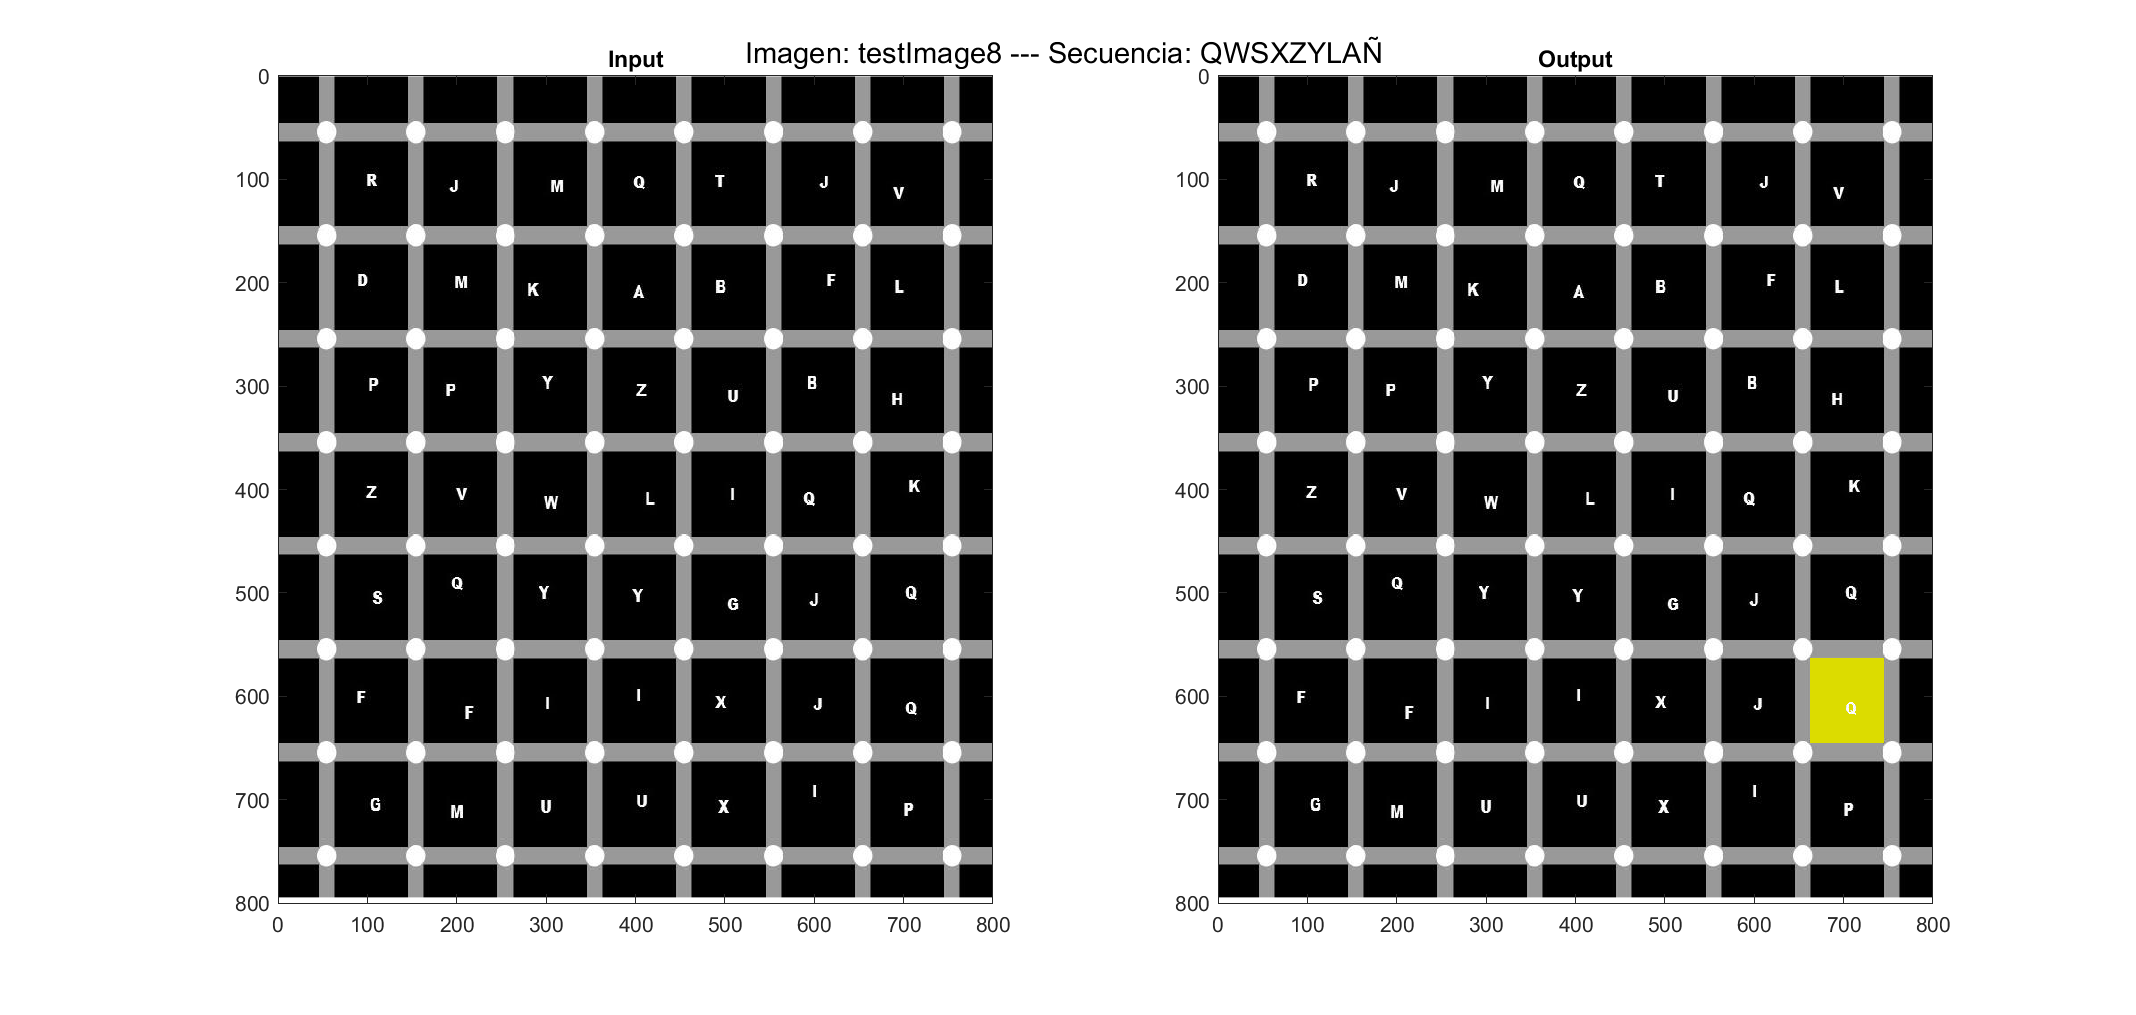 Imagen: testImage8 --- Secuencia: QWSXZYLAÑ
Input
0
100
200
300
400
500
600
700
800
R J M Q T J V
D M K A B F L
P P Y Z U B H
Z V W L I Q K
S Q Y Y G J Q
F F I I X J Q
G M U U X I P
0 100 200 300 400 500 600 700 800
Output
0
100
200
300
400
500
600
700
800
R J M Q T J V
D M K A B F L
P P Y Z U B H
Z V W L I Q K
S Q Y Y G J Q
F F I I X J Q
G M U U X I P
0 100 200 300 400 500 600 700 800